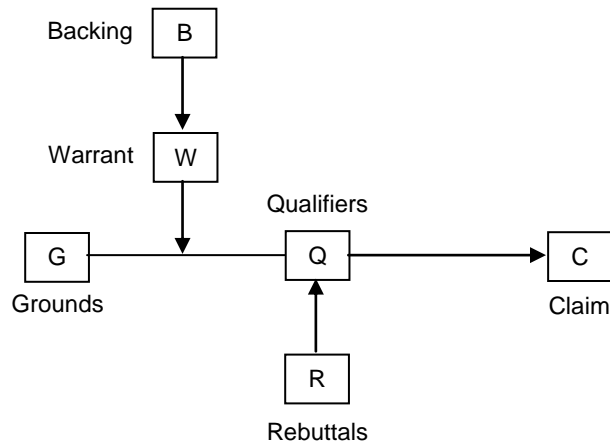 Backing
B
Warrant
W
Qualifiers
G
Q
C
Grounds
Claim
R
Rebuttals